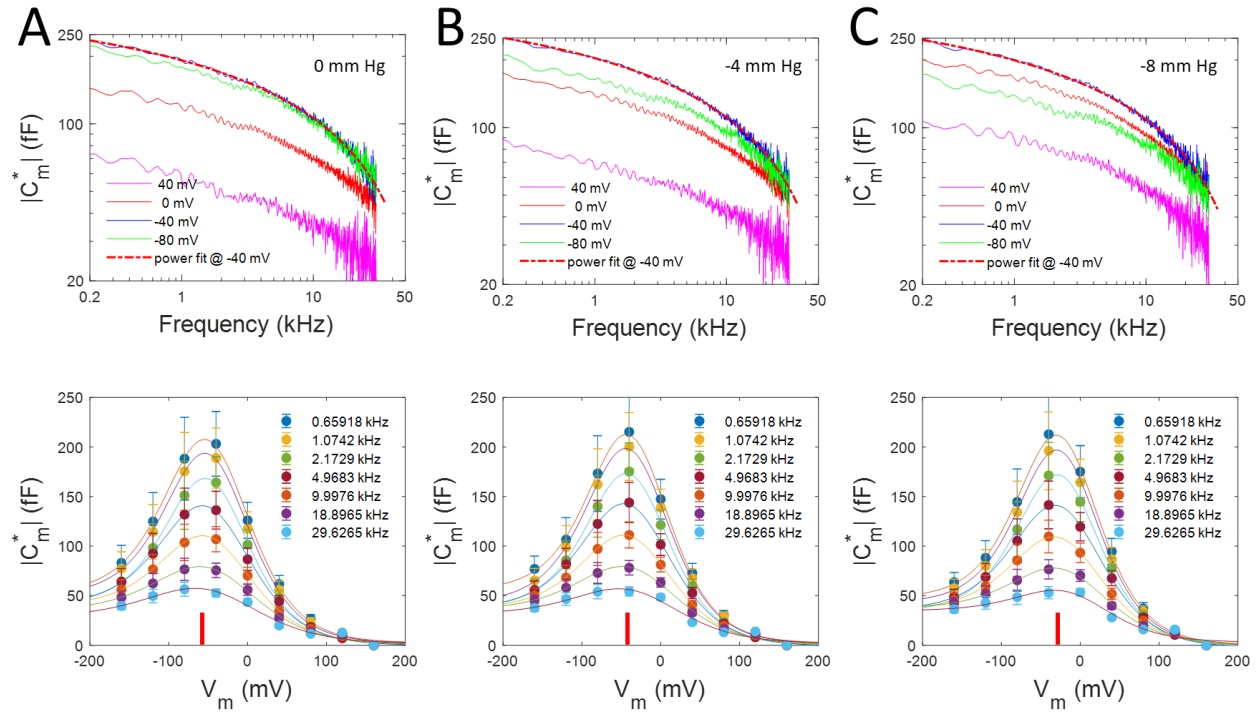 A
250
100
20
|C*m| (fF)
0 mm Hg
40 mV
0 mV
-40 mV
-80 mV
power fit @ -40 mV
0.2 1 10 50
Frequency (kHz)
B
250
100
20
|C*m| (fF)
-4 mm Hg
40 mV
0 mV
-40 mV
-80 mV
power fit @ -40 mV
0.2 1 10 50
Frequency (kHz)
C
250
100
20
|C*m| (fF)
-8 mm Hg
40 mV
0 mV
-40 mV
-80 mV
power fit @ -40 mV
0.2 1 10 50
Frequency (kHz)
250
200
150
100
50
0
|C*m| (fF)
0.65918 kHz
1.0742 kHz
2.1729 kHz
4.9683 kHz
9.9976 kHz
18.8965 kHz
29.6265 kHz
-200 -100 0 100 200
Vm (mV)
250
200
150
100
50
0
|C*m| (fF)
0.65918 kHz
1.0742 kHz
2.1729 kHz
4.9683 kHz
9.9976 kHz
18.8965 kHz
29.6265 kHz
-200 -100 0 100 200
Vm (mV)
250
200
150
100
50
0
|C*m| (fF)
0.65918 kHz
1.0742 kHz
2.1729 kHz
4.9683 kHz
9.9976 kHz
18.8965 kHz
29.6265 kHz
-200 -100 0 100 200
Vm (mV)